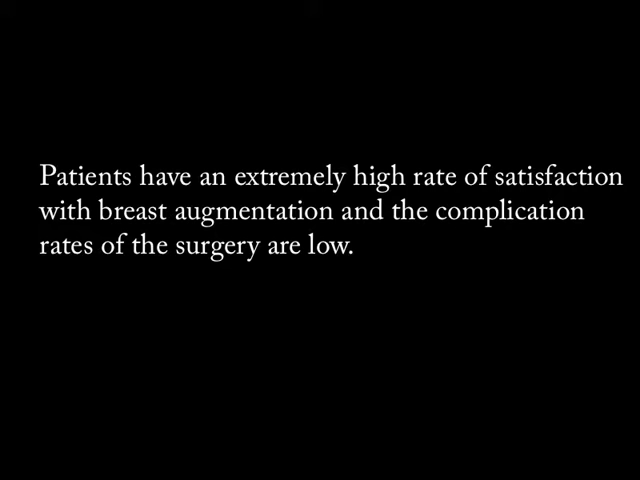 Patients have an extremely high rate of satisfaction
with breast augmentation and the complication
rates of the surgery are low.